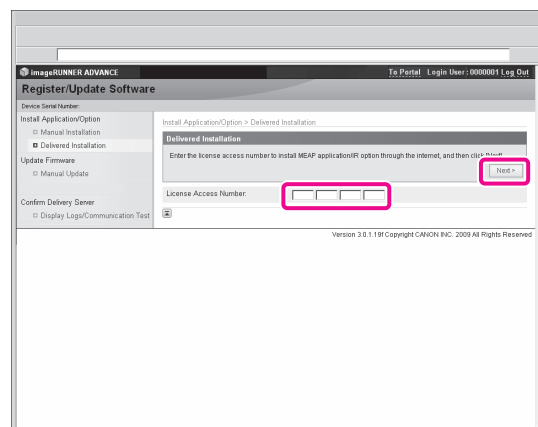 imageRUNNER ADVANCE
To Portal Login User : 0000001 Log Out
Register/Update Software
Device Serial Number:
Install Application/Option
Manual Installation
Delivered Installation
Update Firmware
Manual Update
Confirm Delivery Server
Display Logs/Communication Test
Install Application/Option > Delivered Installation
Delivered Installation
Enter the license access number to install MEAP application/iR option through the internet, and then click
Next >
License Access Number:
Version 3.0.1.19f Copyright CANON INC. 2009 All Rights Reserved